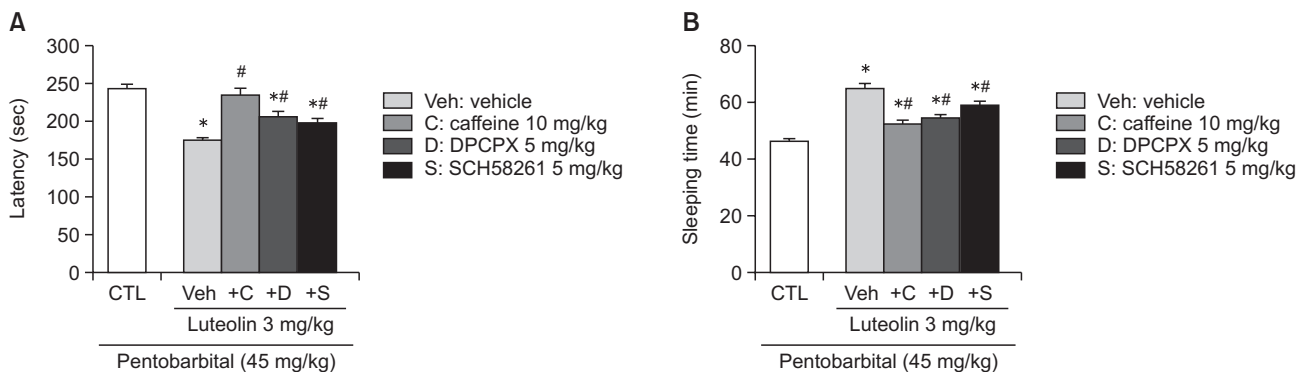 A
Latency (sec)
300
250
200
150
100
50
0
*
#
*#
*#
CTL
Veh +C +D +S
Luteolin 3 mg/kg
Pentobarbital (45 mg/kg)
Veh: vehicle
C: caffeine 10 mg/kg
D: DPCPX 5 mg/kg
S: SCH58261 5 mg/kg
B
Sleeping time (min)
80
60
40
20
0
*
*#
*#
*#
CTL
Veh +C +D +S
Luteolin 3 mg/kg
Pentobarbital (45 mg/kg)
Veh: vehicle
C: caffeine 10 mg/kg
D: DPCPX 5 mg/kg
S: SCH58261 5 mg/kg